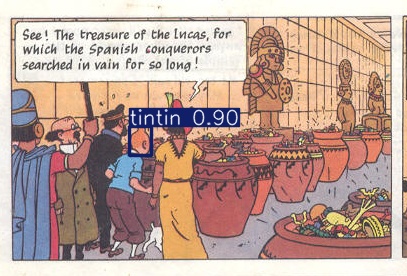 See! The treasure of the Incas, for
which the Spanish conquerors
searched in vain for so long!
tintin 0.90